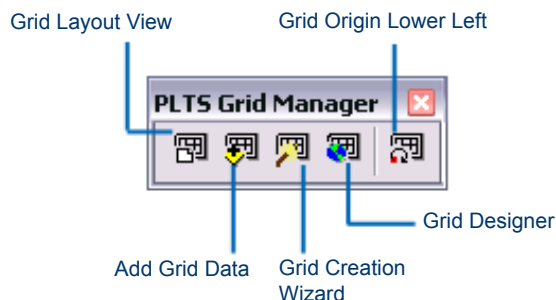 Grid Layout View
Grid Origin Lower Left
PLTS Grid Manager
Grid Designer
Add Grid Data
Grid Creation
Wizard